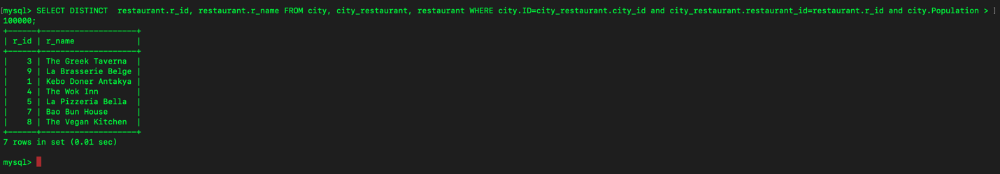 [mysql> SELECT DISTINCT  restaurant.r_id, restaurant.r_name FROM city, city_restaurant, restaurant WHERE city.ID=city_restaurant.city_id and city_restaurant.restaurant_id=restaurant.r_id and city.Population > ]
100000;
+------+--------------------+
| r_id | r_name             |
+------+--------------------+
|    3 | The Greek Taverna  |
|    9 | La Brasserie Belge |
|    1 | Kebo Doner Antakya |
|    4 | The Wok Inn        |
|    5 | La Pizzeria Bella  |
|    7 | Bao Bun House      |
|    8 | The Vegan Kitchen  |
+------+--------------------+
7 rows in set (0.01 sec)
mysql>